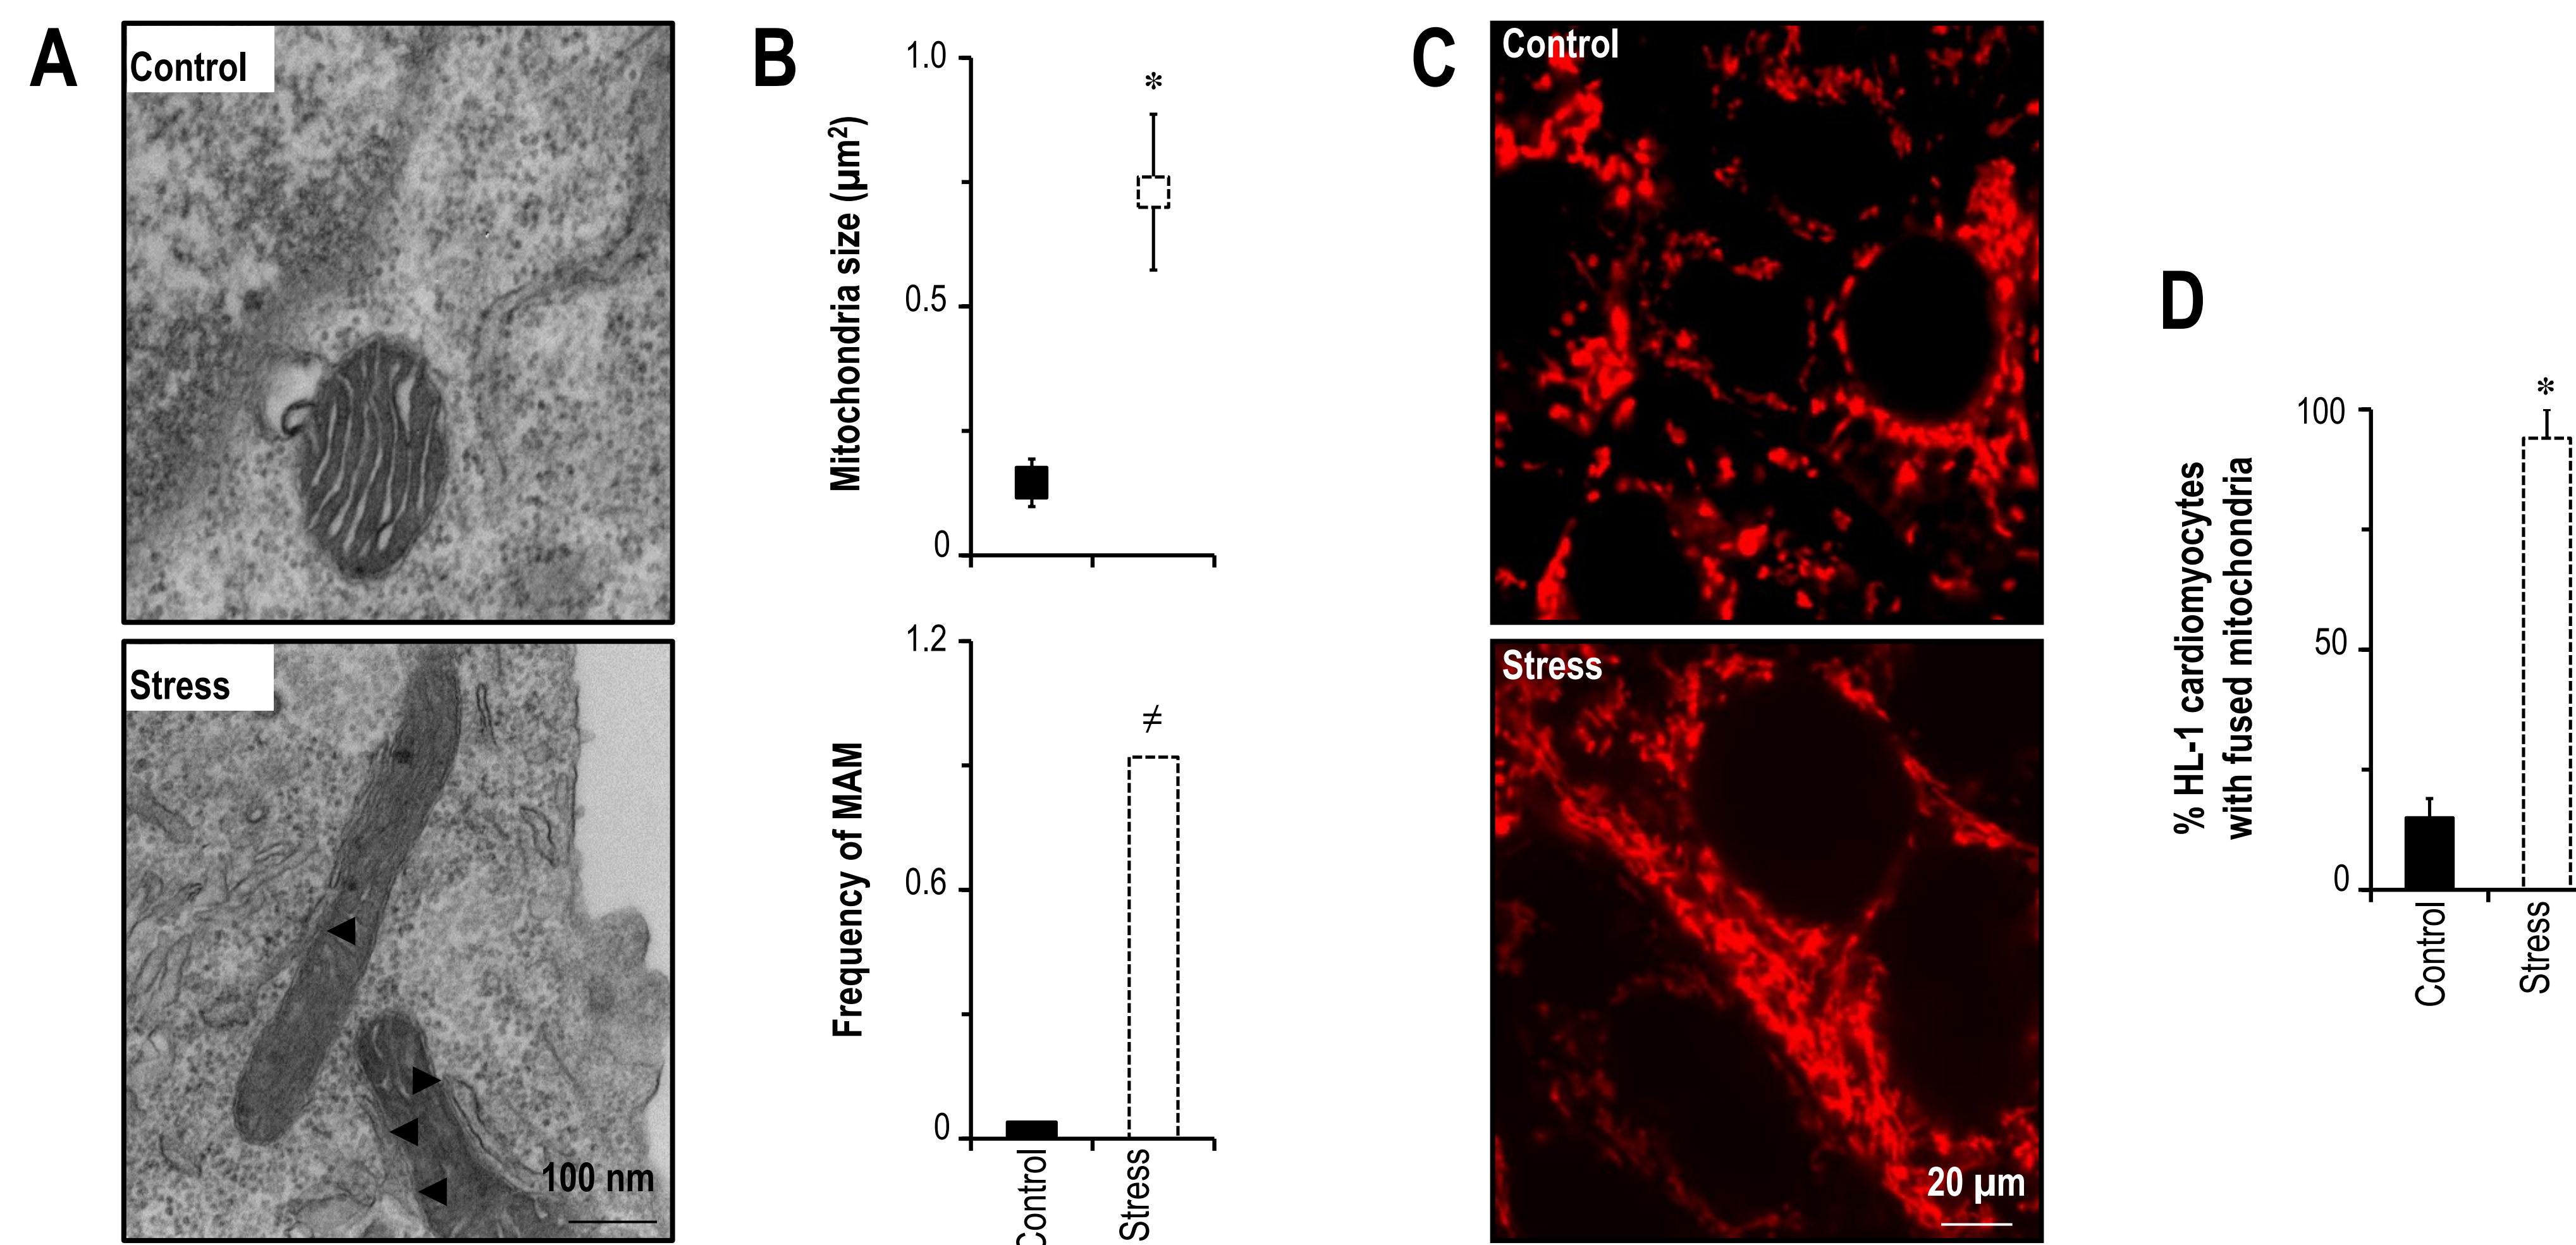 A
Control
Stress
100 nm
B
Mitochondria size (µm²)
1.0
0.5
0
*
Frequency of MAM
1.2
0.6
0
≠
Control
Stress
C
Control
Stress
20 µm
D
% HL-1 cardiomyocytes
with fused mitochondria
100
50
0
*
Control
Stress